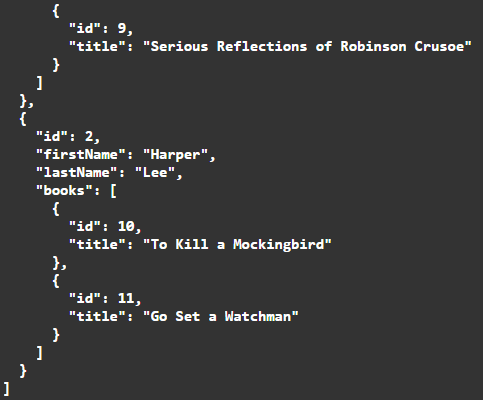 {
"id": 9,
"title": "Serious Reflections of Robinson Crusoe"
}
]
},
{
"id": 2,
"firstName": "Harper",
"lastName": "Lee",
"books": [
{
"id": 10,
"title": "To Kill a Mockingbird"
},
{
"id": 11,
"title": "Go Set a Watchman"
}
]
}
]